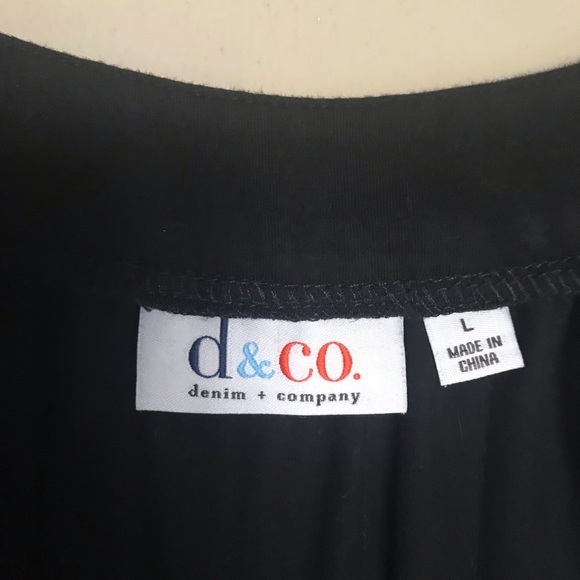 d&co.
denim + company
L
MADE IN
CHINA